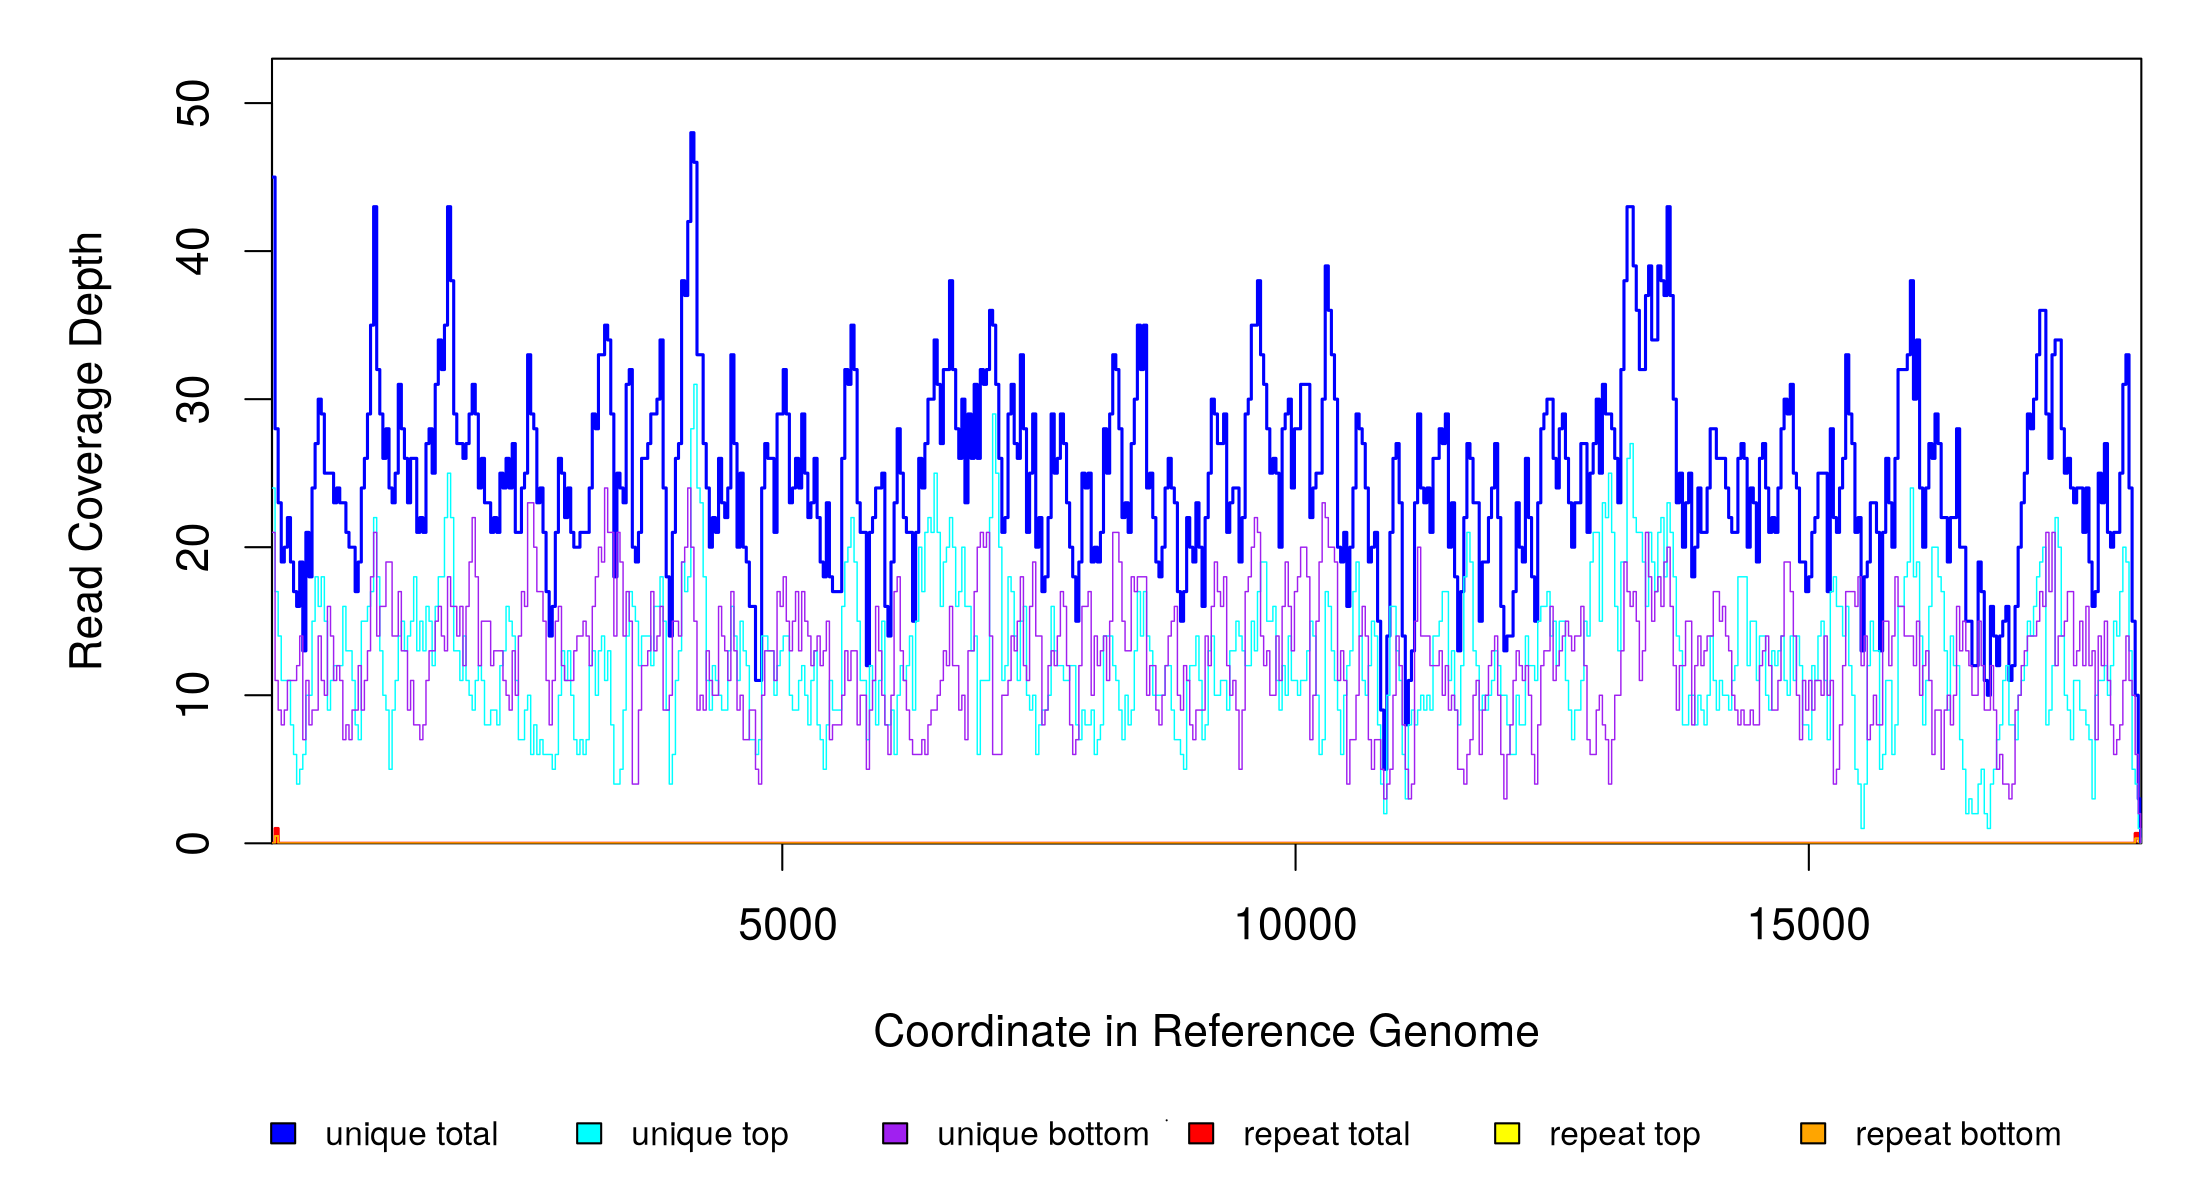 50
40
30
20
10
0
Read Coverage Depth
5000 10000 15000
Coordinate in Reference Genome
unique total unique top unique bottom repeat total repeat top repeat bottom